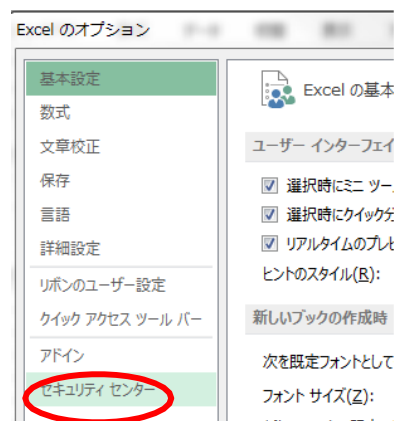 Excel のオプション
基本設定
数式
文章校正
保存
言語
詳細設定
リボンのユーザー設定
クイック アクセス ツール バー
アドイン
セキュリティ センター
Excel の基本
ユーザー インターフェイ
選択時にミニ ツー
選択時にクイック分
リアルタイムのプレビ
ヒントのスタイル(R):
新しいブックの作成時
次を既定フォントとして
フォント サイズ(Z):